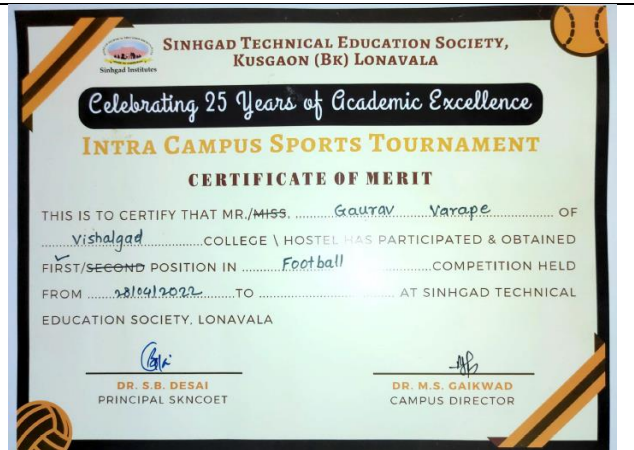 SINHGAD TECHNICAL EDUCATION SOCIETY,
KUSGAON (BK) LONAVALA
Sinhgad Institutes
Celebrating 25 Years of Academic Excellence
INTRA CAMPUS SPORTS TOURNAMENT
CERTIFICATE OF MERIT
THIS IS TO CERTIFY THAT MR./MISS. Gaurav Varape OF
Vishalgad COLLEGE \ HOSTEL HAS PARTICIPATED & OBTAINED
FIRST/SECOND POSITION IN Football COMPETITION HELD
FROM 28/04/2022 TO AT SINHGAD TECHNICAL
EDUCATION SOCIETY, LONAVALA
DR. S.B. DESAI
PRINCIPAL SKNCOET
DR. M.S. GAIKWAD
CAMPUS DIRECTOR